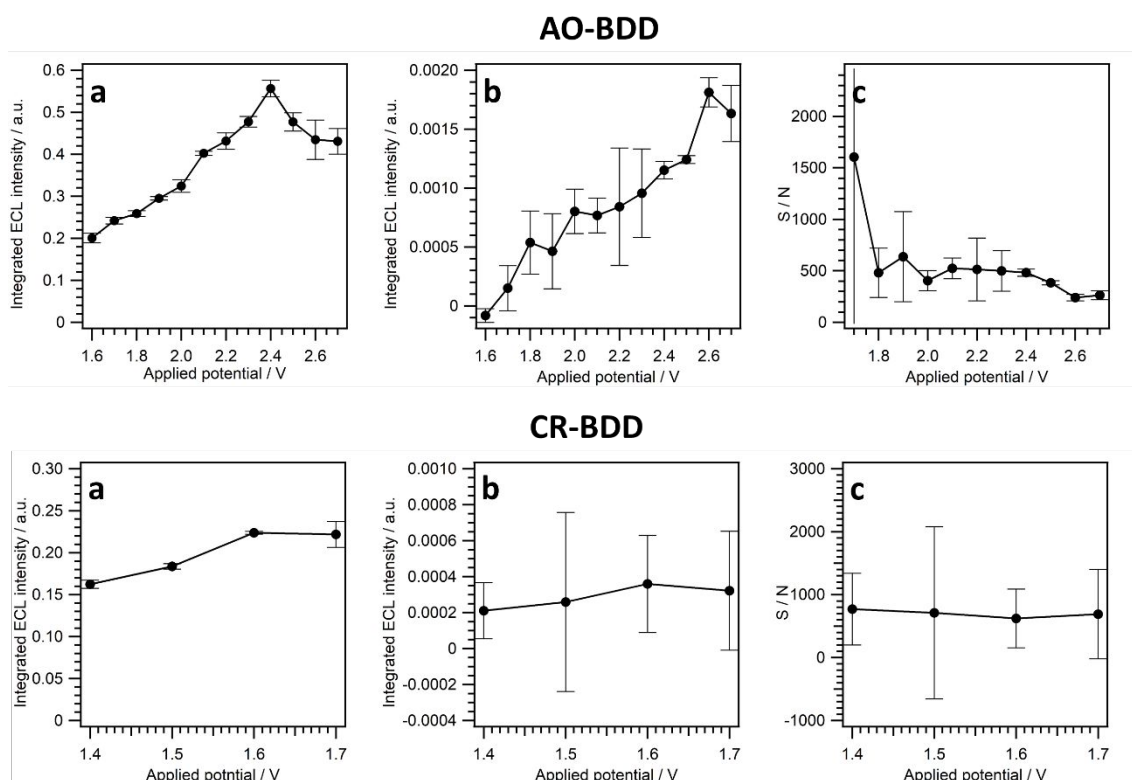 AO-BDD
a
Integrated ECL intensity / a.u.
0.6
0.5
0.4
0.3
0.2
0.1
0
1.6 1.8 2.0 2.2 2.4 2.6
Applied potential / V
b
Integrated ECL intensity / a.u.
0.0020
0.0015
0.0010
0.0005
0
1.6 1.8 2.0 2.2 2.4 2.6
Applied potential / V
c
S / N
2000
1500
1000
500
0
1.8 2.0 2.2 2.4 2.6
Applied potential / V
CR-BDD
a
Integrated ECL intensity / a.u.
0.30
0.25
0.20
0.15
0.10
0.05
0
1.4 1.5 1.6 1.7
Applied potential / V
b
Integrated ECL intensity / a.u.
0.0010
0.0008
0.0006
0.0004
0.0002
0
-0.0002
-0.0004
1.4 1.5 1.6 1.7
Applied potential / V
c
S / N
3000
2000
1000
0
-1000
1.4 1.5 1.6 1.7
Applied potential / V